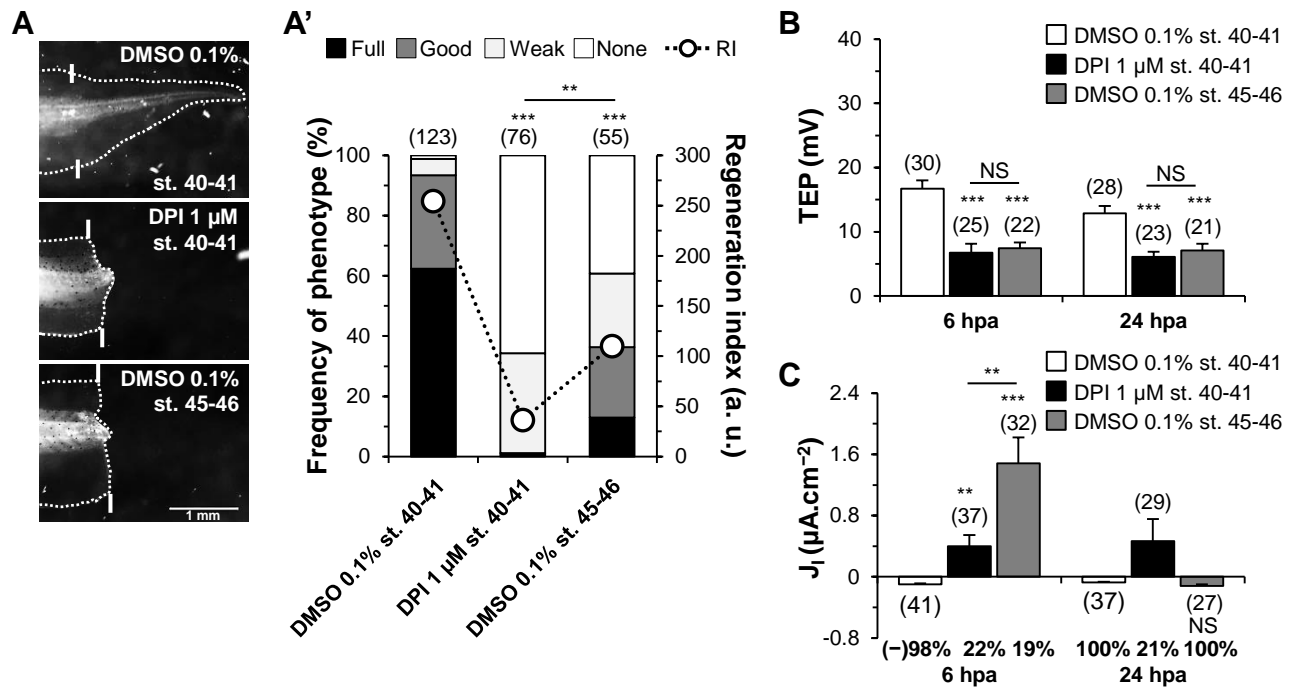 A
DMSO 0.1%
st. 40-41
DPI 1 µM
st. 40-41
DMSO 0.1%
st. 45-46
1 mm
A'
Full Good Weak None RI
**
*** ***
(123) (76) (55)
Frequency of phenotype (%)
100
80
60
40
20
0
300
250
200
150
100
50
0
Regeneration index (a. u.)
DMSO 0.1% st. 40-41
DPI 1 µM st. 40-41
DMSO 0.1% st. 45-46
B
DMSO 0.1% st. 40-41
DPI 1 µM st. 40-41
DMSO 0.1% st. 45-46
TEP (mV)
40
30
20
10
0
(30)
NS
*** ***
(25) (22)
(28)
NS
*** ***
(23) (21)
6 hpa 24 hpa
C
DMSO 0.1% st. 40-41
DPI 1 µM st. 40-41
DMSO 0.1% st. 45-46
J_I (µA.cm−2)
2.4
1.6
0.8
0
-0.8
**
***
(32)
**
(37)
(29)
(41) (37) (27)
NS
(−)98% 22% 19% 100% 21% 100%
6 hpa 24 hpa